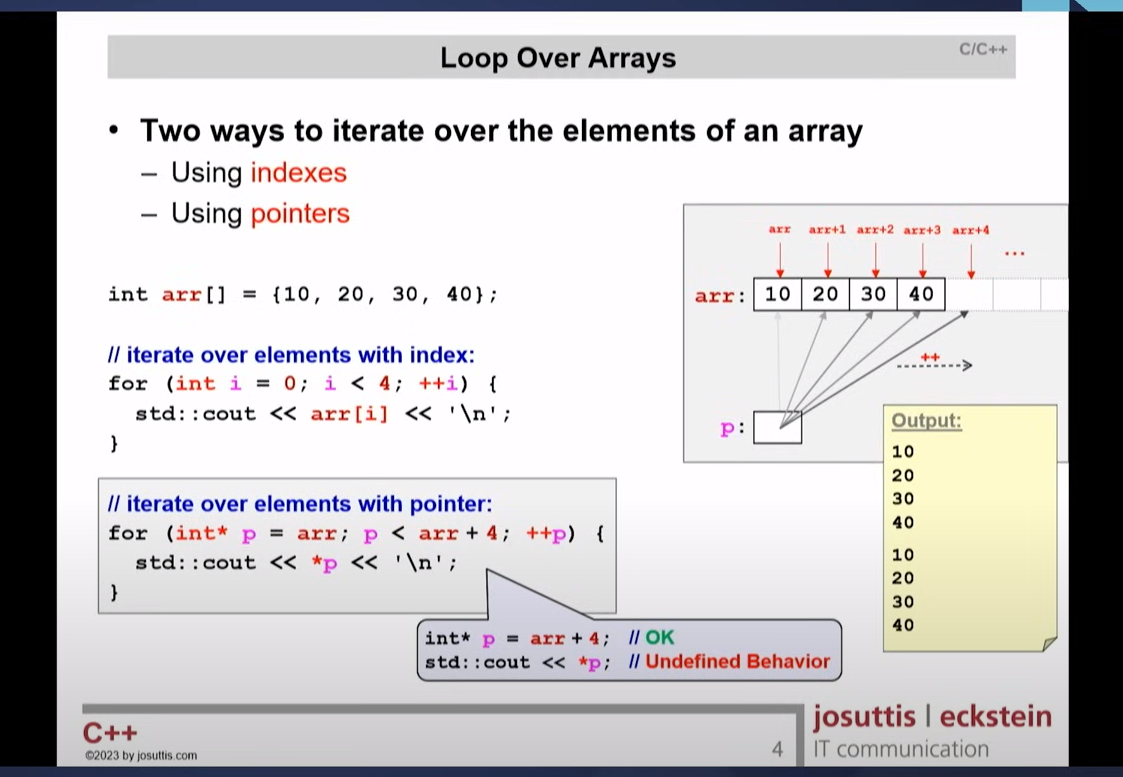 Loop Over Arrays
C/C++
• Two ways to iterate over the elements of an array
– Using indexes
– Using pointers
int arr[] = {10, 20, 30, 40};
// iterate over elements with index:
for (int i = 0; i < 4; ++i) {
  std::cout << arr[i] << '\n';
}
// iterate over elements with pointer:
for (int* p = arr; p < arr + 4; ++p) {
  std::cout << *p << '\n';
}
int* p = arr + 4; // OK
std::cout << *p; // Undefined Behavior
arr arr+1 arr+2 arr+3 arr+4
...
arr: 10 20 30 40
++
p:
Output:
10
20
30
40
10
20
30
40
C++
©2023 by josuttis.com
4
josuttis | eckstein
IT communication